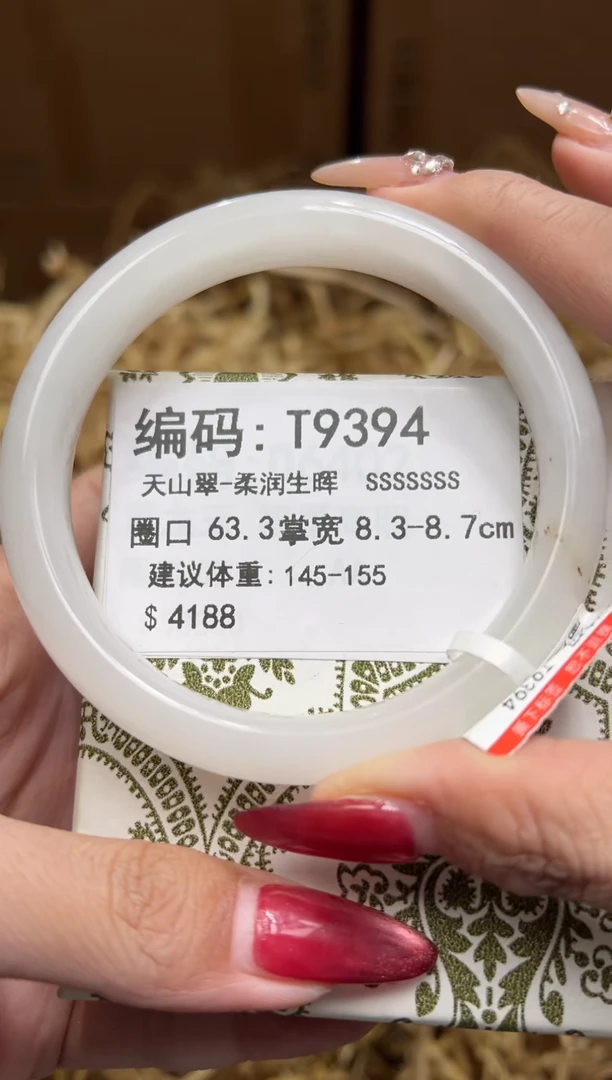 编码: T9394
天山翠-柔润生晖 SSSSSSS
圈口 63.3掌宽 8.3-8.7cm
建议体重: 145-155
$ 4188
T9394